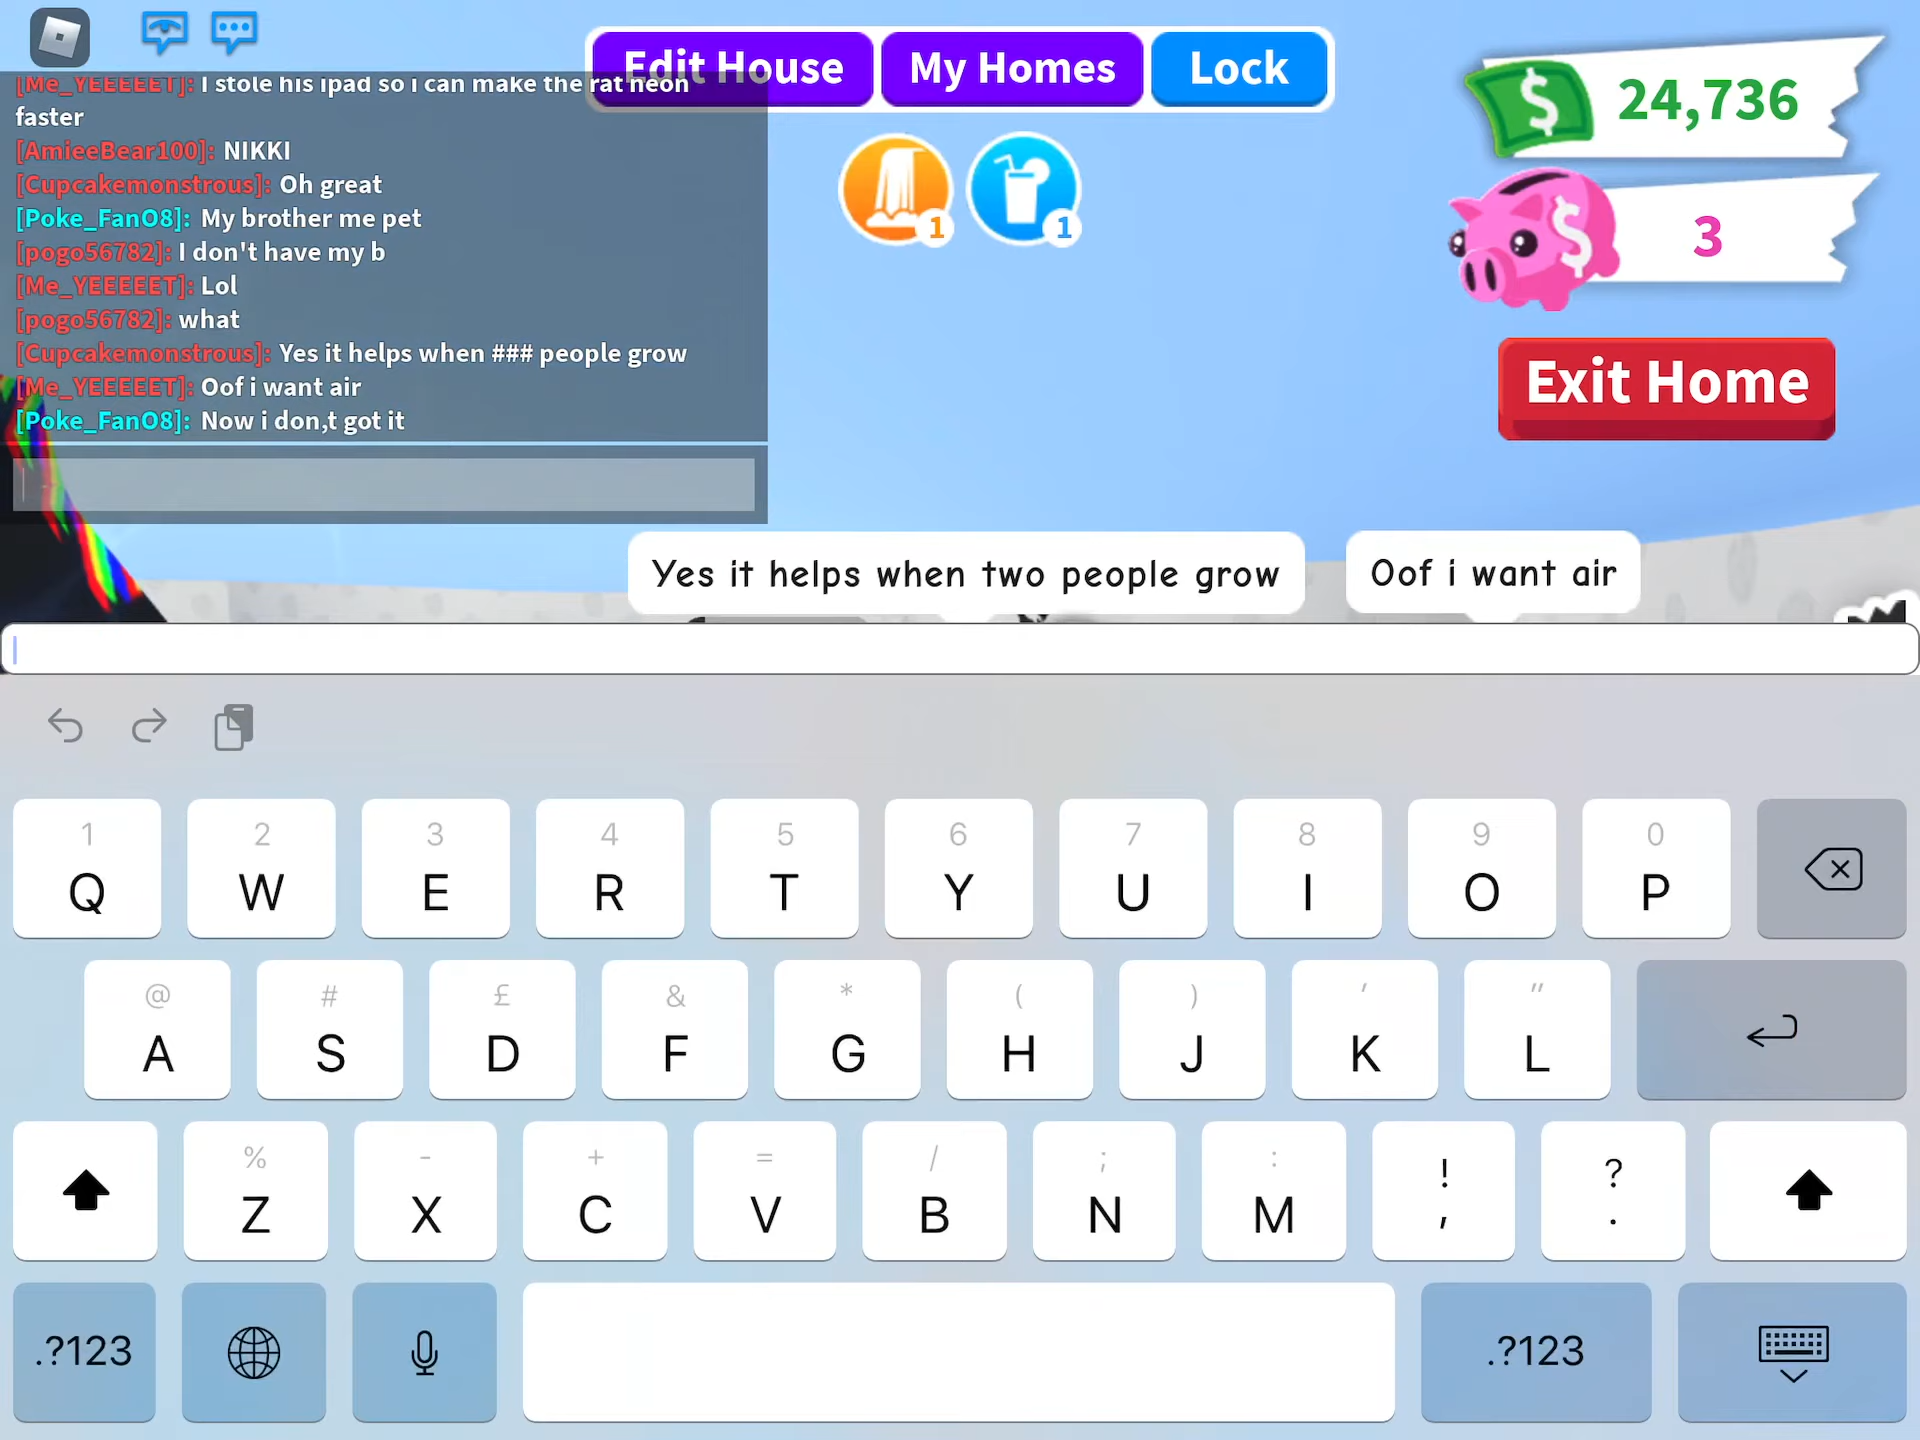 Edit House
My Homes
Lock
24,736
3
Exit Home
1
1
[Me_YEEEEET]: I stole his ipad so i can make the rat neon
faster
[AmieeBear100]: NIKKI
[Cupcakemonstrous]: Oh great
[Poke_FanO8]: My brother me pet
[pogo56782]: I don't have my b
[Me_YEEEEET]: Lol
[pogo56782]: what
[Cupcakemonstrous]: Yes it helps when ### people grow
[Me_YEEEEET]: Oof i want air
[Poke_FanO8]: Now i don,t got it
Yes it helps when two people grow
Oof i want air
1 2 3 4 5 6 7 8 9 0
Q W E R T Y U I O P
@ # £ & * ( ) ' "
A S D F G H J K L
% - + = / ; : ! ?
Z X C V B N M , .
.?123 .?123